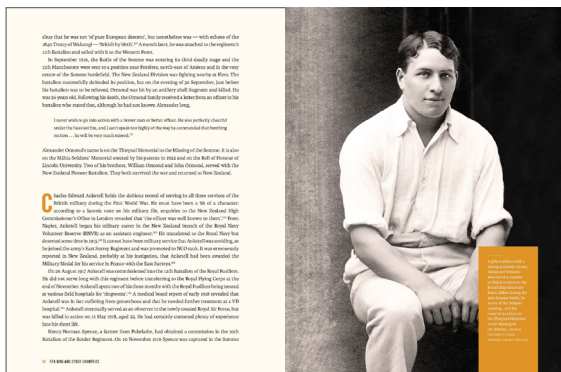 clear that he was not 'of pure European descent', but nonetheless was — with echoes of the
1840 Treaty of Waitangi — 'British by birth'. A month later, he was attached to the regiment's
11th Battalion and sailed with it to the Western Front.
In September 1916, the Battle of the Somme was entering its third deadly stage and the
11th Manchesters were sent to a position near Pozières, north-east of Amiens and in the very
centre of the Somme battlefield. The New Zealand Division was fighting nearby at Flers. The
battalion successfully defended its position, but on the evening of 30 September, just before
his battalion was to be relieved, Ormond was hit by an artillery shell fragment and killed. He
was 26 years old. Following his death, the Ormond family received a letter from an officer in his
battalion who stated that, although he had not known Alexander long,
I never wish to go into action with a braver man or better officer. He was perfectly cheerful
under the heaviest fire, and I can't speak too highly of the way he commanded that bombing
section . . . he will be very much missed.
Alexander Ormond's name is on the Thiepval Memorial to the Missing of the Somme. It is also
on the Māhia Soldiers' Memorial created by his parents in 1922 and on the Roll of Honour of
Lincoln University. Two of his brothers, William Ormond and John Ormond, served with the
New Zealand Pioneer Battalion. They both survived the war and returned to New Zealand.
Charles Edward Anketell holds the dubious record of serving in all three services of the
British military during the First World War. He must have been a bit of a character:
according to a laconic note on his military file, enquiries to the New Zealand High
Commissioner's Office in London revealed that 'the officer was well known to them'. From
Napier, Anketell began his military career in the New Zealand branch of the Royal Navy
Volunteer Reserve (RNVR) as an assistant engineer. He transferred to the Royal Navy but
deserted some time in 1915. It cannot have been military service that Anketell was avoiding, as
he joined the army's East Surrey Regiment and was promoted to NCO rank. It was erroneously
reported in New Zealand, probably at his instigation, that Anketell had been awarded the
Military Medal for his service in France with the East Surreys.
On 20 August 1917 Anketell was commissioned into the 12th Battalion of the Royal Fusiliers.
He did not serve long with this regiment before transferring to the Royal Flying Corps at the
end of November. Anketell spent two of his three months with the Royal Fusiliers being treated
at various field hospitals for 'ringworm'. A medical board report of early 1918 revealed that
Anketell was in fact suffering from gonorrhoea and that he needed further treatment at a VD
hospital. Anketell eventually served as an observer in the newly created Royal Air Force, but
was killed in action on 11 May 1918, aged 25. He had certainly crammed plenty of experience
into his short life.
Henry Norman Spence, a farmer from Pukekohe, had obtained a commission in the 10th
Battalion of the Border Regiment. On 20 November 1916 Spence was captured in the Somme
FOR KING AND OTHER COUNTRIES